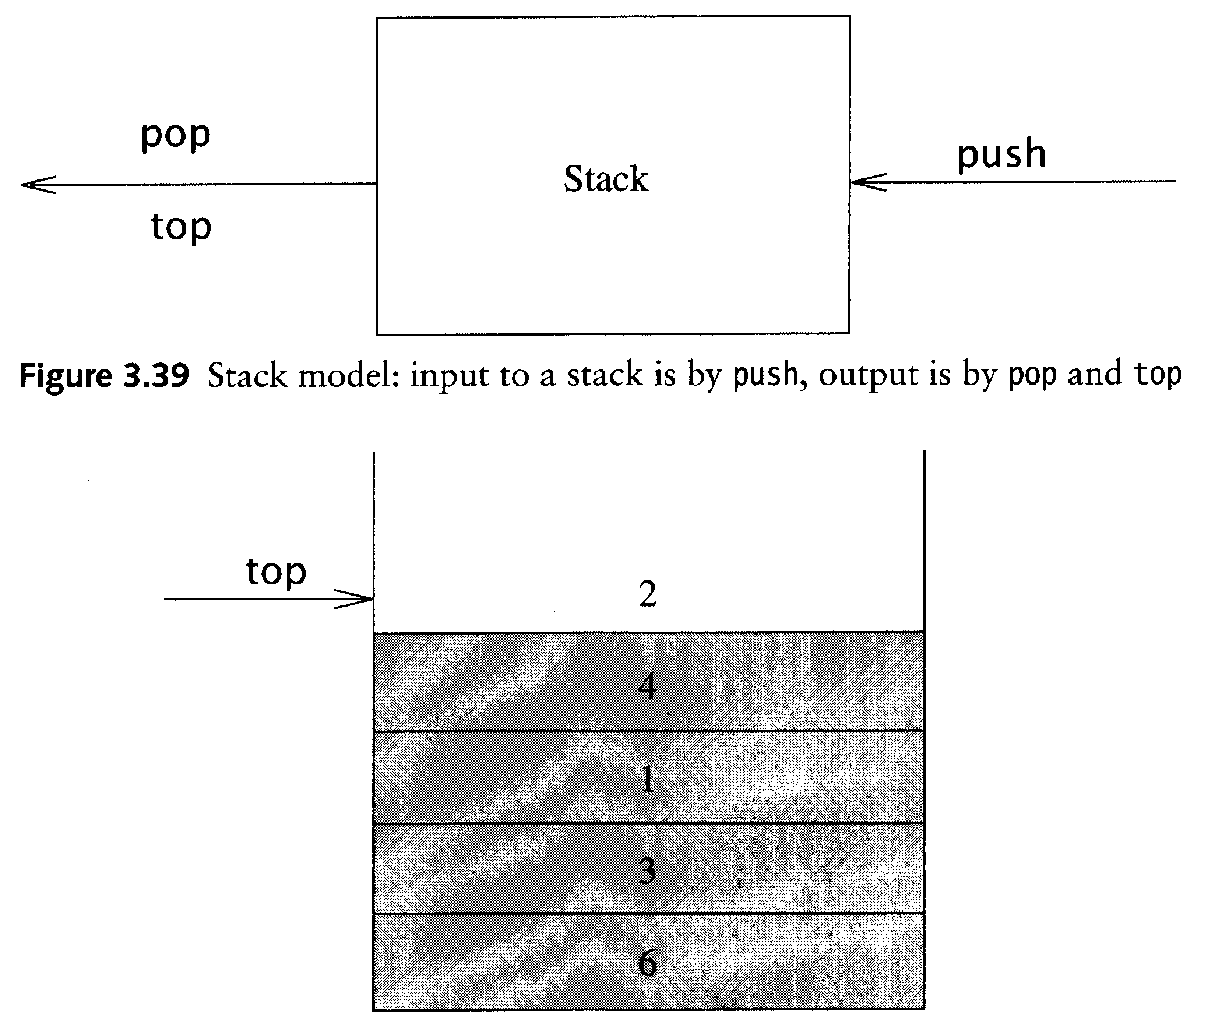 pop
top
Stack
push
Figure 3.39 Stack model: input to a stack is by push, output is by pop and top
top
2
4
1
3
6